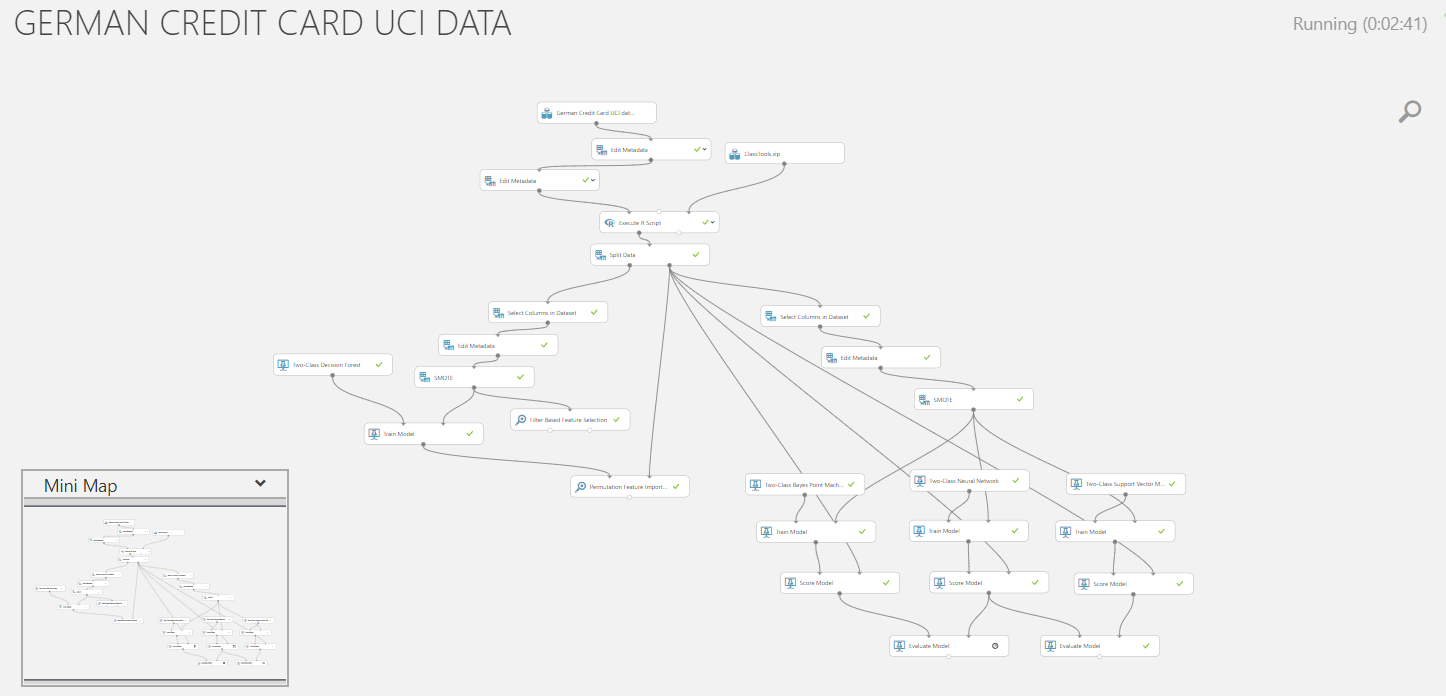 GERMAN CREDIT CARD UCI DATA
Running (0:02:41)
German Credit Card UCI dat...
Edit Metadata
ClassTools.zip
Edit Metadata
Execute R Script
Split Data
Select Columns in Dataset
Select Columns in Dataset
Edit Metadata
Edit Metadata
Two-Class Decision Forest
SMOTE
SMOTE
Filter Based Feature Selection
Train Model
Permutation Feature Import...
Two-Class Bayes Point Mach...
Two-Class Neural Network
Two-Class Support Vector M...
Train Model
Train Model
Train Model
Score Model
Score Model
Score Model
Evaluate Model
Evaluate Model
Mini Map